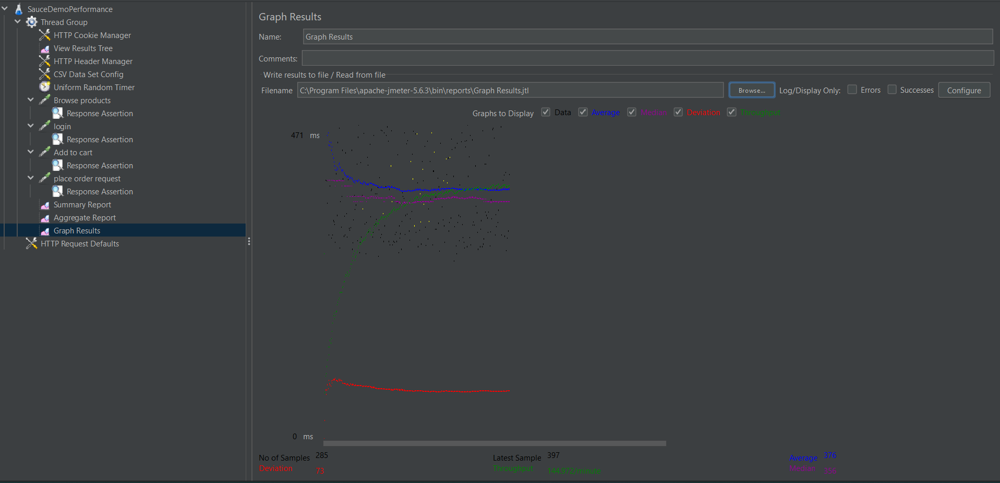 SauceDemoPerformance
Thread Group
HTTP Cookie Manager
View Results Tree
HTTP Header Manager
CSV Data Set Config
Uniform Random Timer
Browse products
Response Assertion
login
Response Assertion
Add to cart
Response Assertion
place order request
Response Assertion
Summary Report
Aggregate Report
Graph Results
HTTP Request Defaults
Graph Results
Name: Graph Results
Comments:
Write results to file / Read from file
Filename C:\Program Files\apache-jmeter-5.6.3\bin\reports\Graph Results.jtl Browse... Log/Display Only: Errors Successes Configure
Graphs to Display Data Average Median Deviation Throughput
471 ms
0 ms
No of Samples 285 Latest Sample 397 Average 376
Deviation 73 Throughput 144.972/minute Median 356